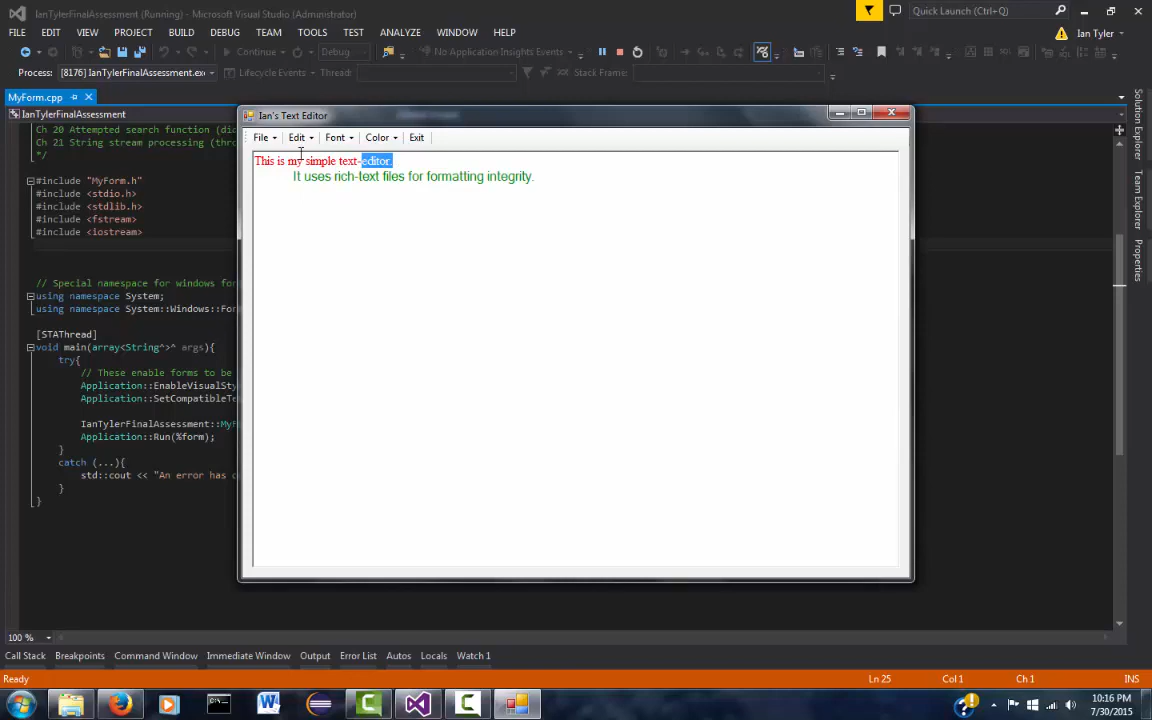 IanTylerFinalAssessment (Running) - Microsoft Visual Studio (Administrator)
Quick Launch (Ctrl+Q)
FILE EDIT VIEW PROJECT BUILD DEBUG TEAM TOOLS TEST ANALYZE WINDOW HELP
Ian Tyler
Continue Debug No Application Insights Events
Process: [8176] IanTylerFinalAssessment.exe Lifecycle Events Thread: Stack Frame:
MyForm.cpp
IanTylerFinalAssessment
Ch 20 Attempted search function (dia
Ch 21 String stream processing (thro
*/
#include "MyForm.h"
#include <stdio.h>
#include <stdlib.h>
#include <fstream>
#include <iostream>
// Special namespace for windows for
using namespace System;
using namespace System::Windows::For
[STAThread]
void main(array<String^>^ args){
try{
// These enable forms to be
Application::EnableVisualSty
Application::SetCompatibleTe
IanTylerFinalAssessment::MyF
Application::Run(%form);
}
catch (...){
std::cout << "An error has o
}
}
Ian's Text Editor
File Edit Font Color Exit
This is my simple text-editor.
It uses rich-text files for formatting integrity.
Solution Explorer
Team Explorer
Properties
100 %
Call Stack Breakpoints Command Window Immediate Window Output Error List Autos Locals Watch 1
Ready Ln 25 Col 1 Ch 1 INS
10:16 PM
7/30/2015